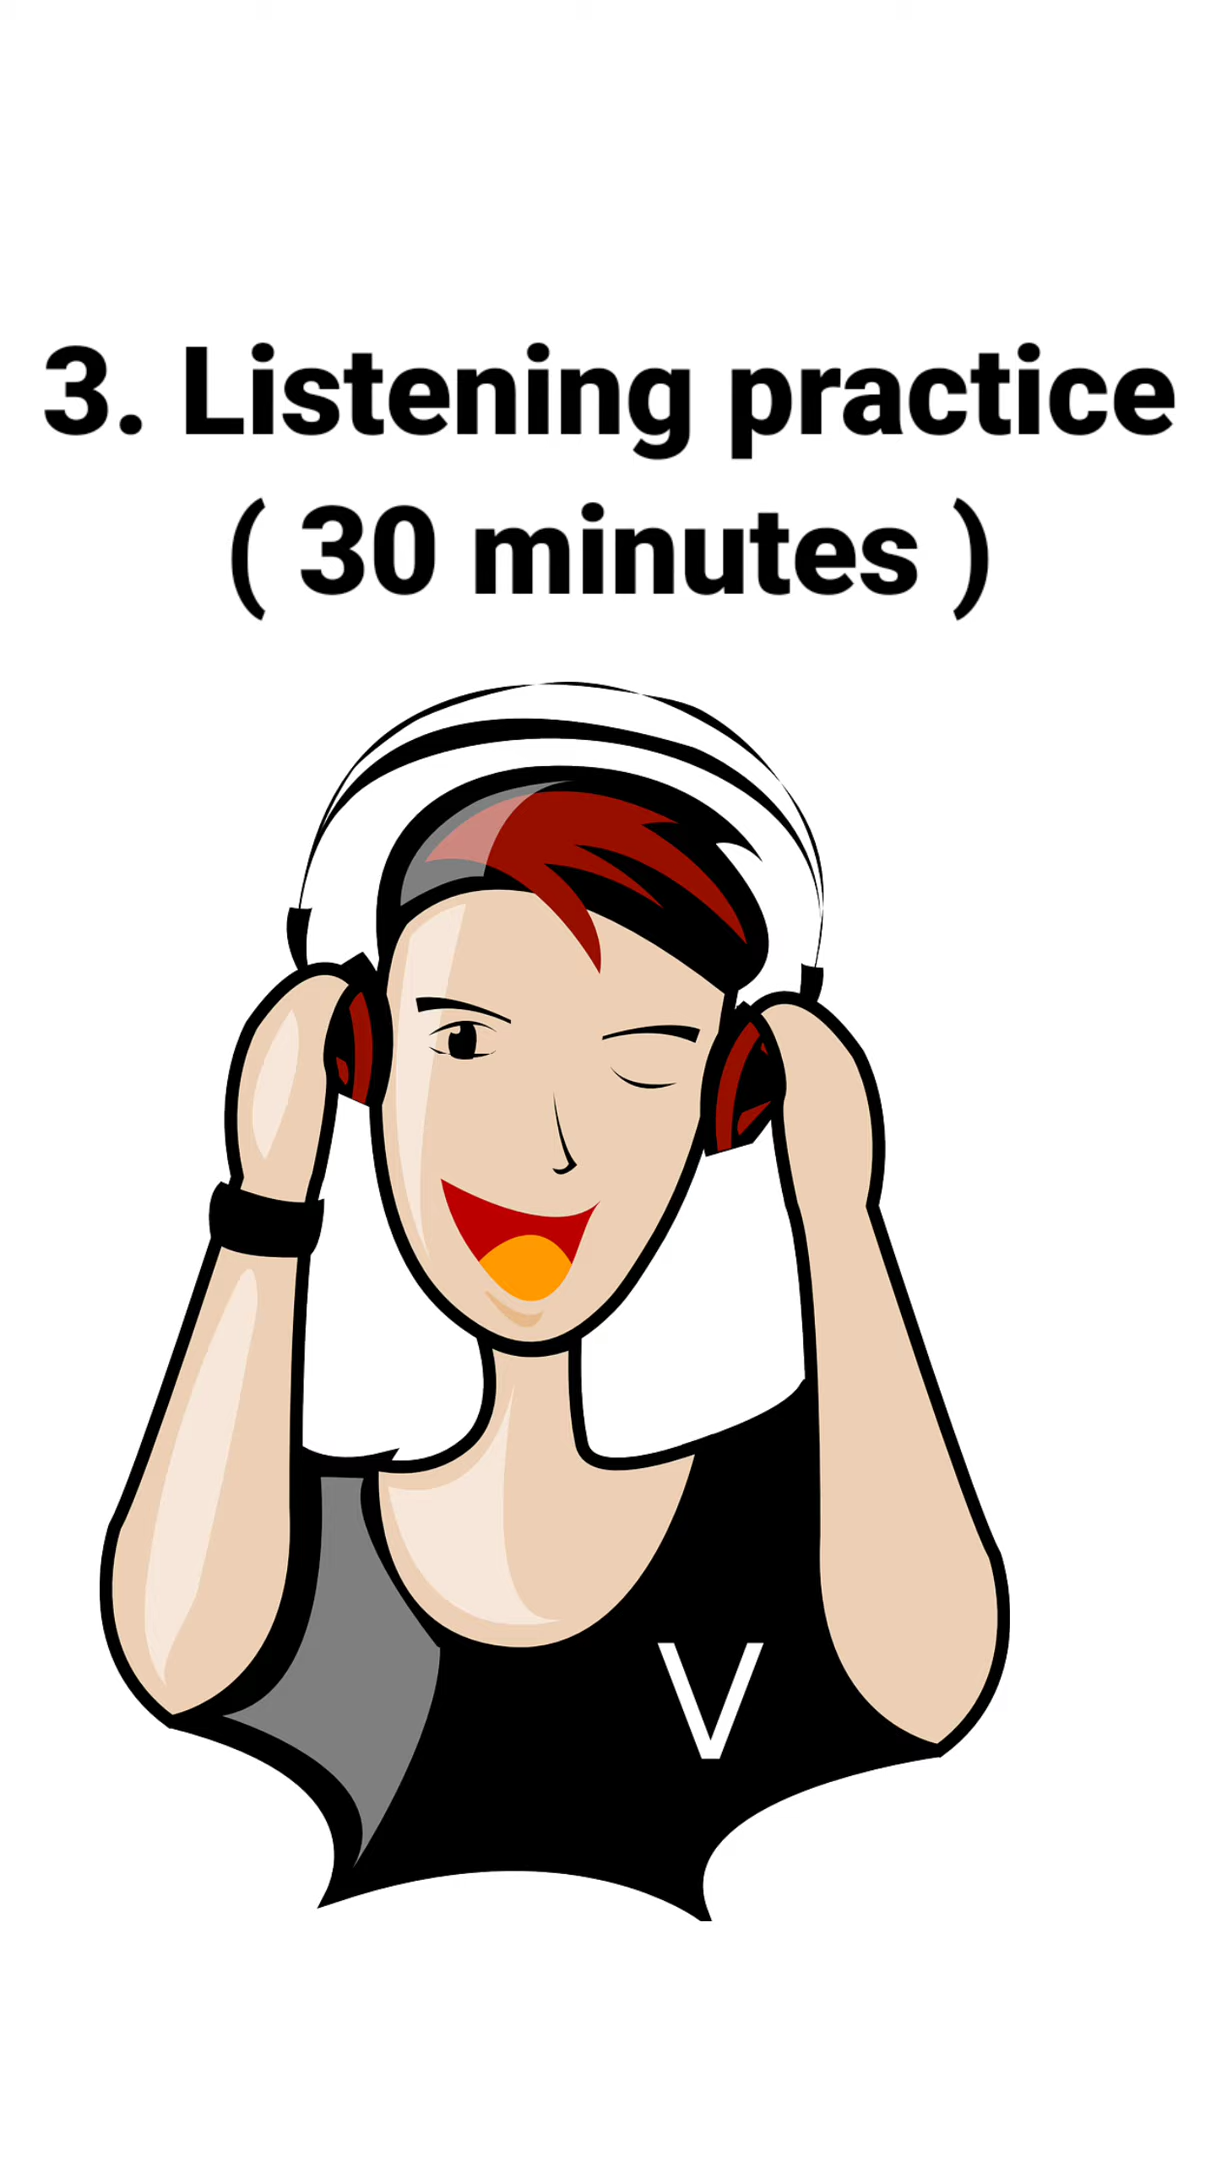 3. Listening practice
( 30 minutes )
V